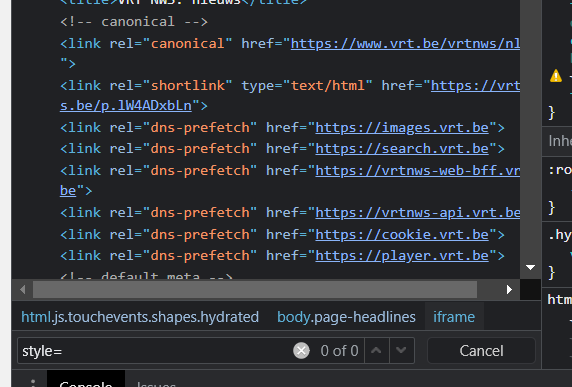 <title>VRT NWS: nieuws</title>
<!-- canonical -->
<link rel="canonical" href="https://www.vrt.be/vrtnws/nl
">
<link rel="shortlink" type="text/html" href="https://vrt
s.be/p.lW4ADxbLn">
<link rel="dns-prefetch" href="https://images.vrt.be">
<link rel="dns-prefetch" href="https://search.vrt.be">
<link rel="dns-prefetch" href="https://vrtnws-web-bff.vr
be">
<link rel="dns-prefetch" href="https://vrtnws-api.vrt.be
<link rel="dns-prefetch" href="https://cookie.vrt.be">
<link rel="dns-prefetch" href="https://player.vrt.be">
<!-- default meta -->
html.js.touchevents.shapes.hydrated body.page-headlines iframe
style= 0 of 0 Cancel
Console Issues
}
Inhe
:ro
}
.hy
}
htm